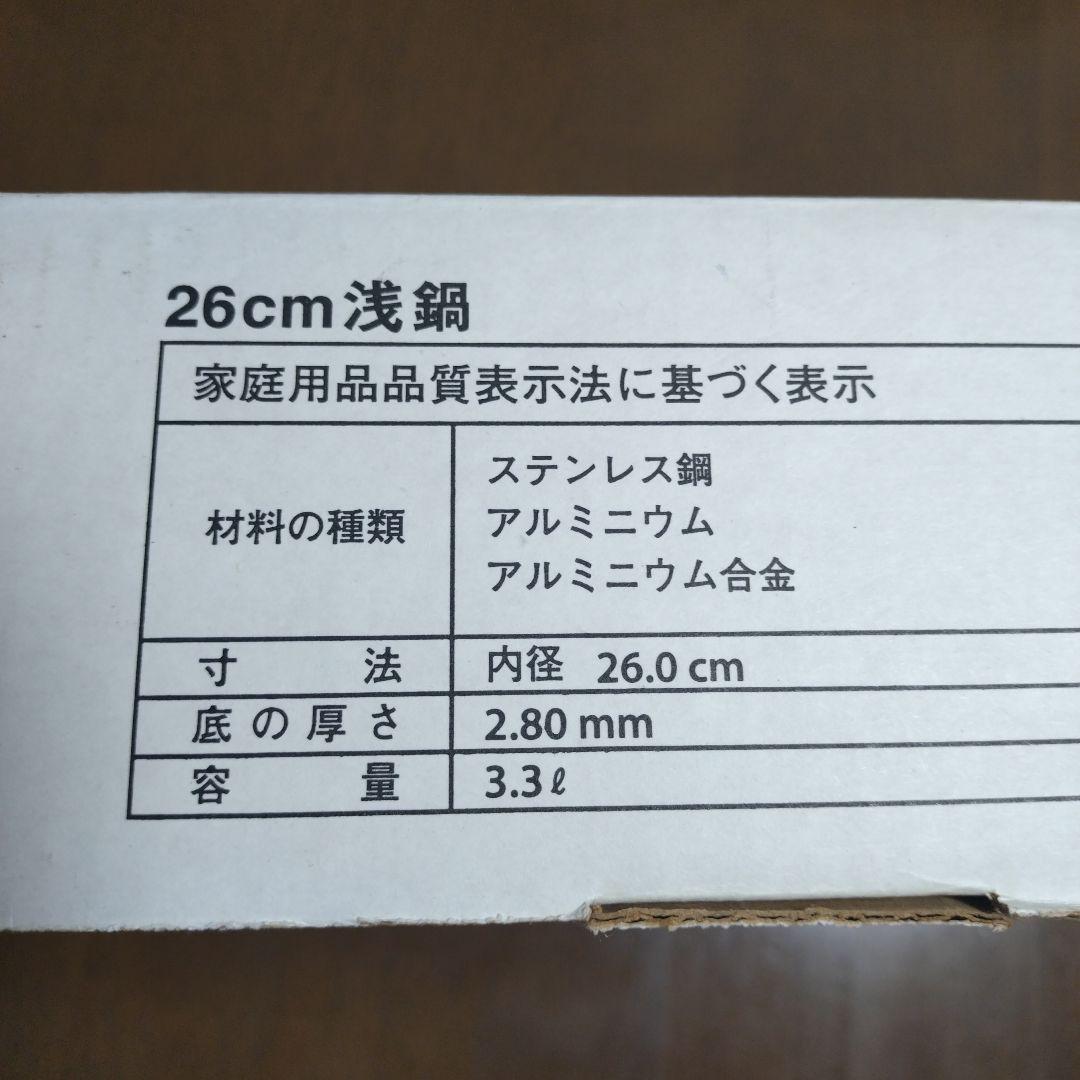 26cm浅鍋
家庭用品品質表示法に基づく表示
材料の種類
ステンレス鋼
アルミニウム
アルミニウム合金
寸法 内径 26.0 cm
底の厚さ 2.80 mm
容量 3.3ℓ